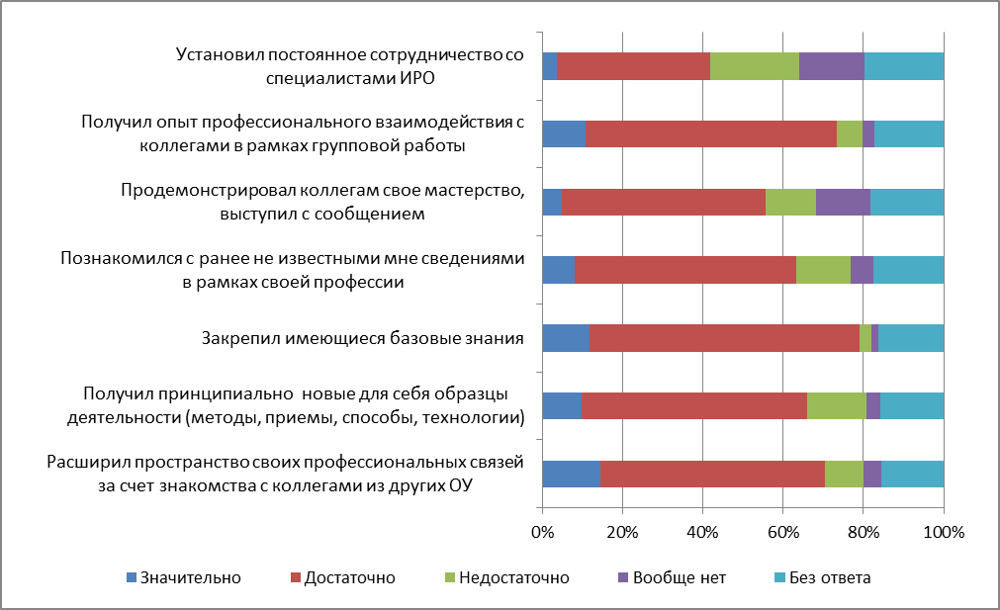 Установил постоянное сотрудничество со
специалистами ИРО
Получил опыт профессионального взаимодействия с
коллегами в рамках групповой работы
Продемонстрировал коллегам свое мастерство,
выступил с сообщением
Познакомился с ранее не известными мне сведениями
в рамках своей профессии
Закрепил имеющиеся базовые знания
Получил принципиально  новые для себя образцы
деятельности (методы, приемы, способы, технологии)
Расширил пространство своих профессиональных связей
за счет знакомства с коллегами из других ОУ
0% 20% 40% 60% 80% 100%
Значительно Достаточно Недостаточно Вообще нет Без ответа